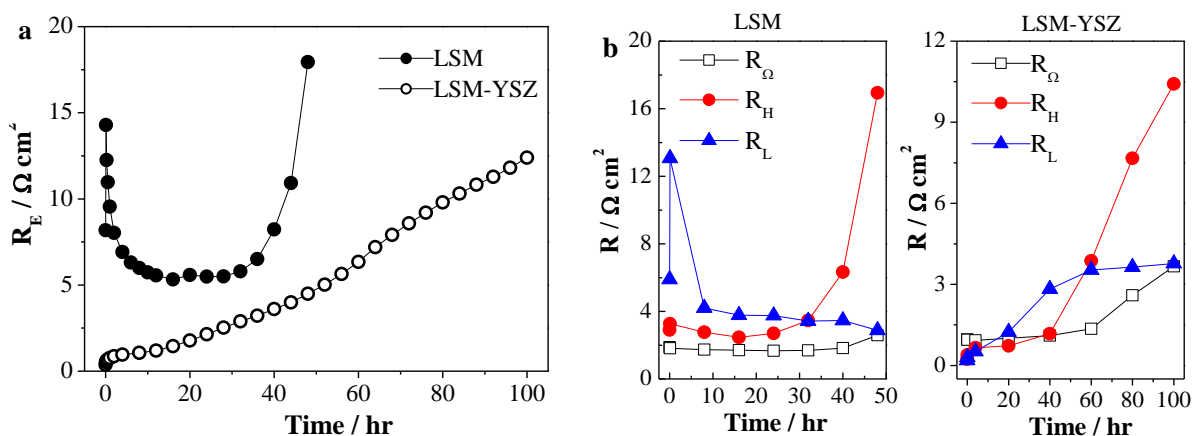 a
LSM
LSM-YSZ
R_E / Ω cm²
20
15
10
5
0
0 20 40 60 80 100
Time / hr
b
LSM
R_Ω
R_H
R_L
R / Ω cm²
20
16
12
8
4
0
0 10 20 30 40 50
Time / hr
LSM-YSZ
R_Ω
R_H
R_L
R / Ω cm²
12
9
6
3
0
0 20 40 60 80 100
Time / hr